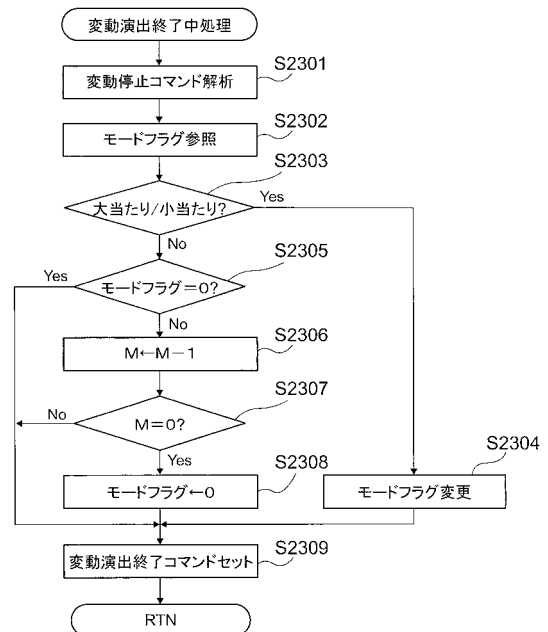 変動演出終了中処理
S2301
変動停止コマンド解析
S2302
モードフラグ参照
S2303
大当たり/小当たり?
Yes
No
S2305
Yes
モードフラグ=0?
No
S2306
M←M-1
S2307
No
M=0?
Yes
S2308
モードフラグ←0
S2304
モードフラグ変更
S2309
変動演出終了コマンドセット
RTN